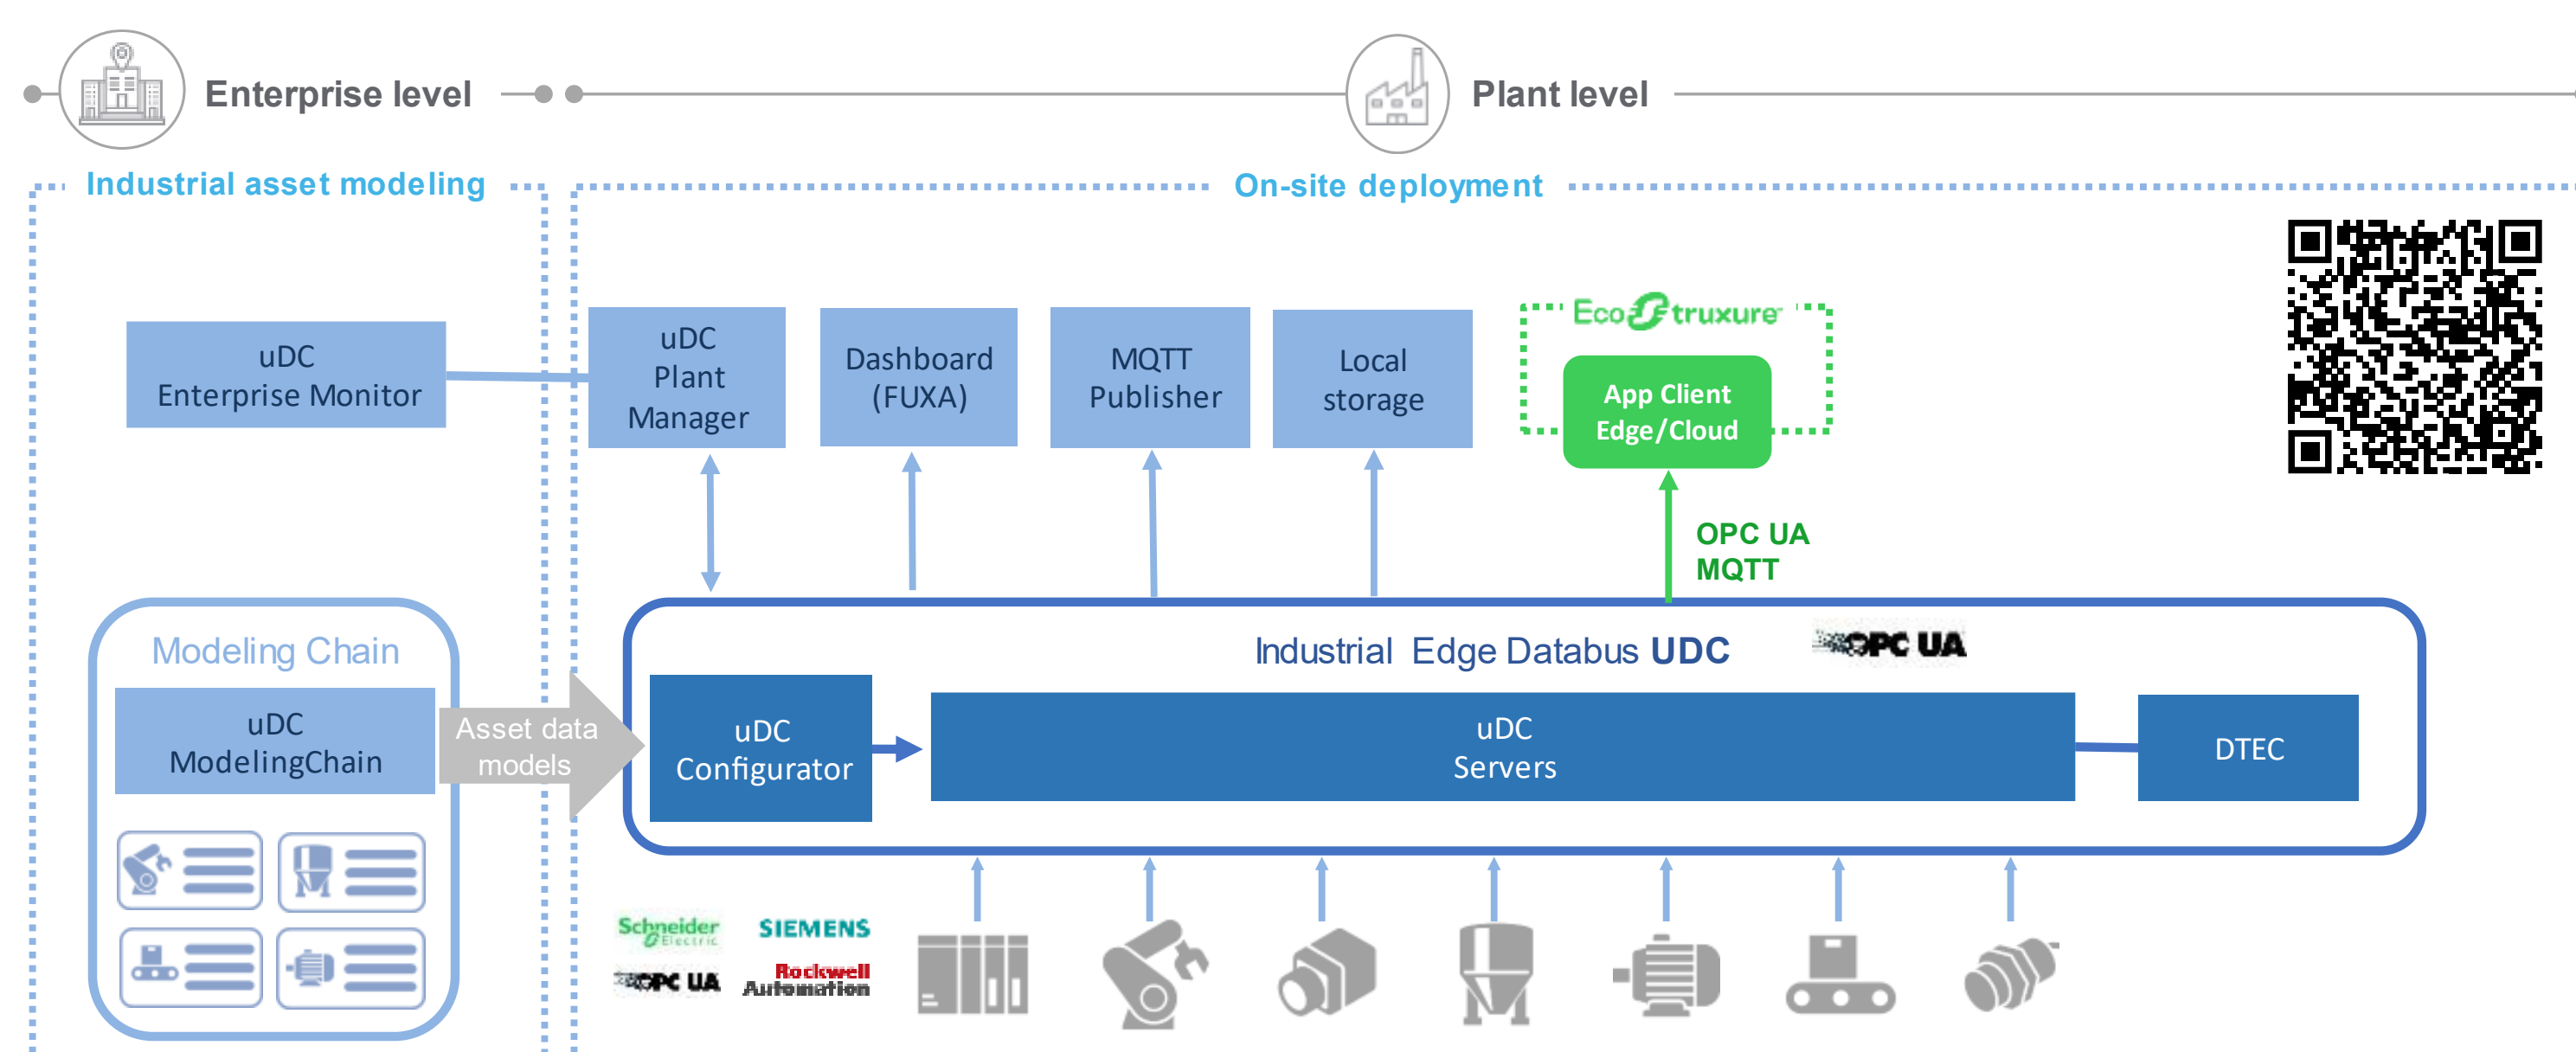 Enterprise level
Plant level
Industrial asset modeling
On-site deployment
uDC
Enterprise Monitor
uDC
Plant
Manager
Dashboard
(FUXA)
MQTT
Publisher
Local
storage
EcoStruxure
App Client
Edge/Cloud
OPC UA
MQTT
Modeling Chain
uDC
ModelingChain
Asset data
models
Industrial Edge Databus UDC
OPC UA
uDC
Configurator
uDC
Servers
DTEC
Schneider
Electric
SIEMENS
OPC UA
Rockwell
Automation